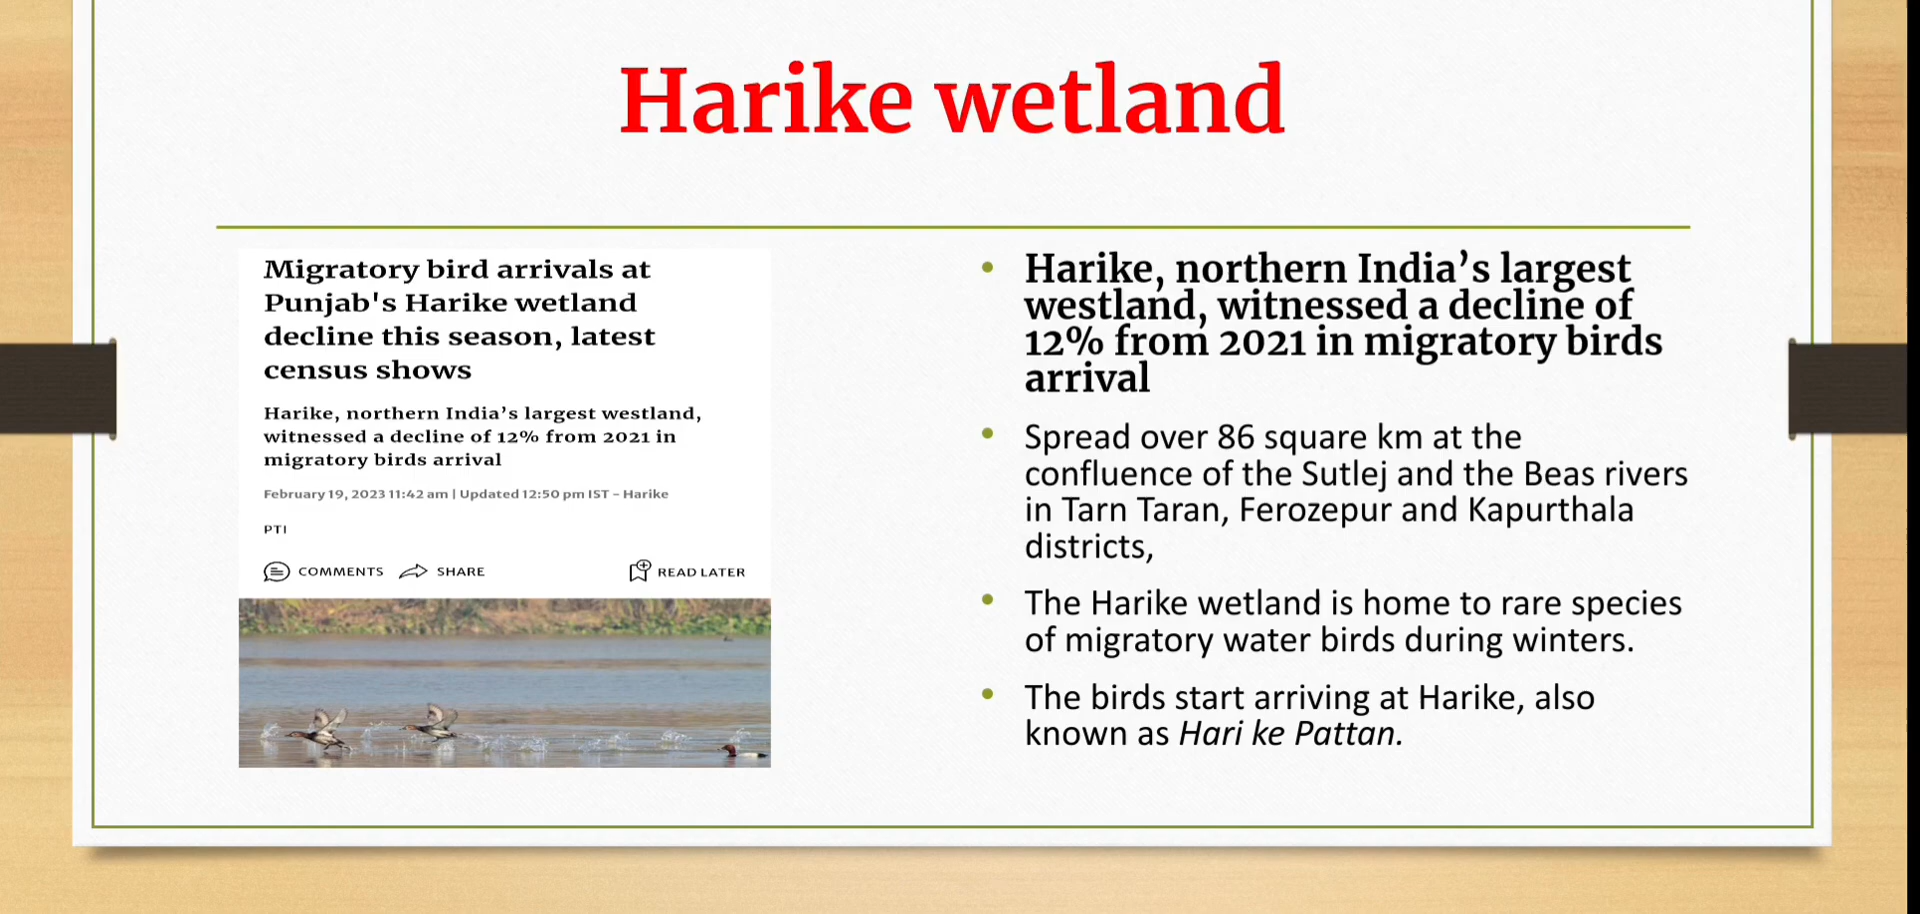 Harike wetland
Migratory bird arrivals at
Punjab's Harike wetland
decline this season, latest
census shows
Harike, northern India’s largest westland,
witnessed a decline of 12% from 2021 in
migratory birds arrival
February 19, 2023 11:42 am | Updated 12:50 pm IST - Harike
PTI
COMMENTS SHARE READ LATER
• Harike, northern India’s largest
westland, witnessed a decline of
12% from 2021 in migratory birds
arrival
• Spread over 86 square km at the
confluence of the Sutlej and the Beas rivers
in Tarn Taran, Ferozepur and Kapurthala
districts,
• The Harike wetland is home to rare species
of migratory water birds during winters.
• The birds start arriving at Harike, also
known as Hari ke Pattan.